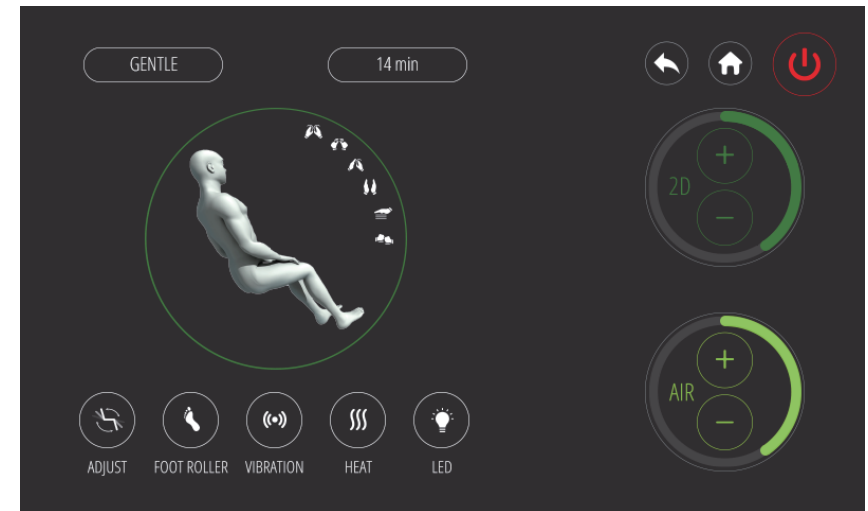 GENTLE
14 min
2D
AIR
ADJUST
FOOT ROLLER
VIBRATION
HEAT
LED